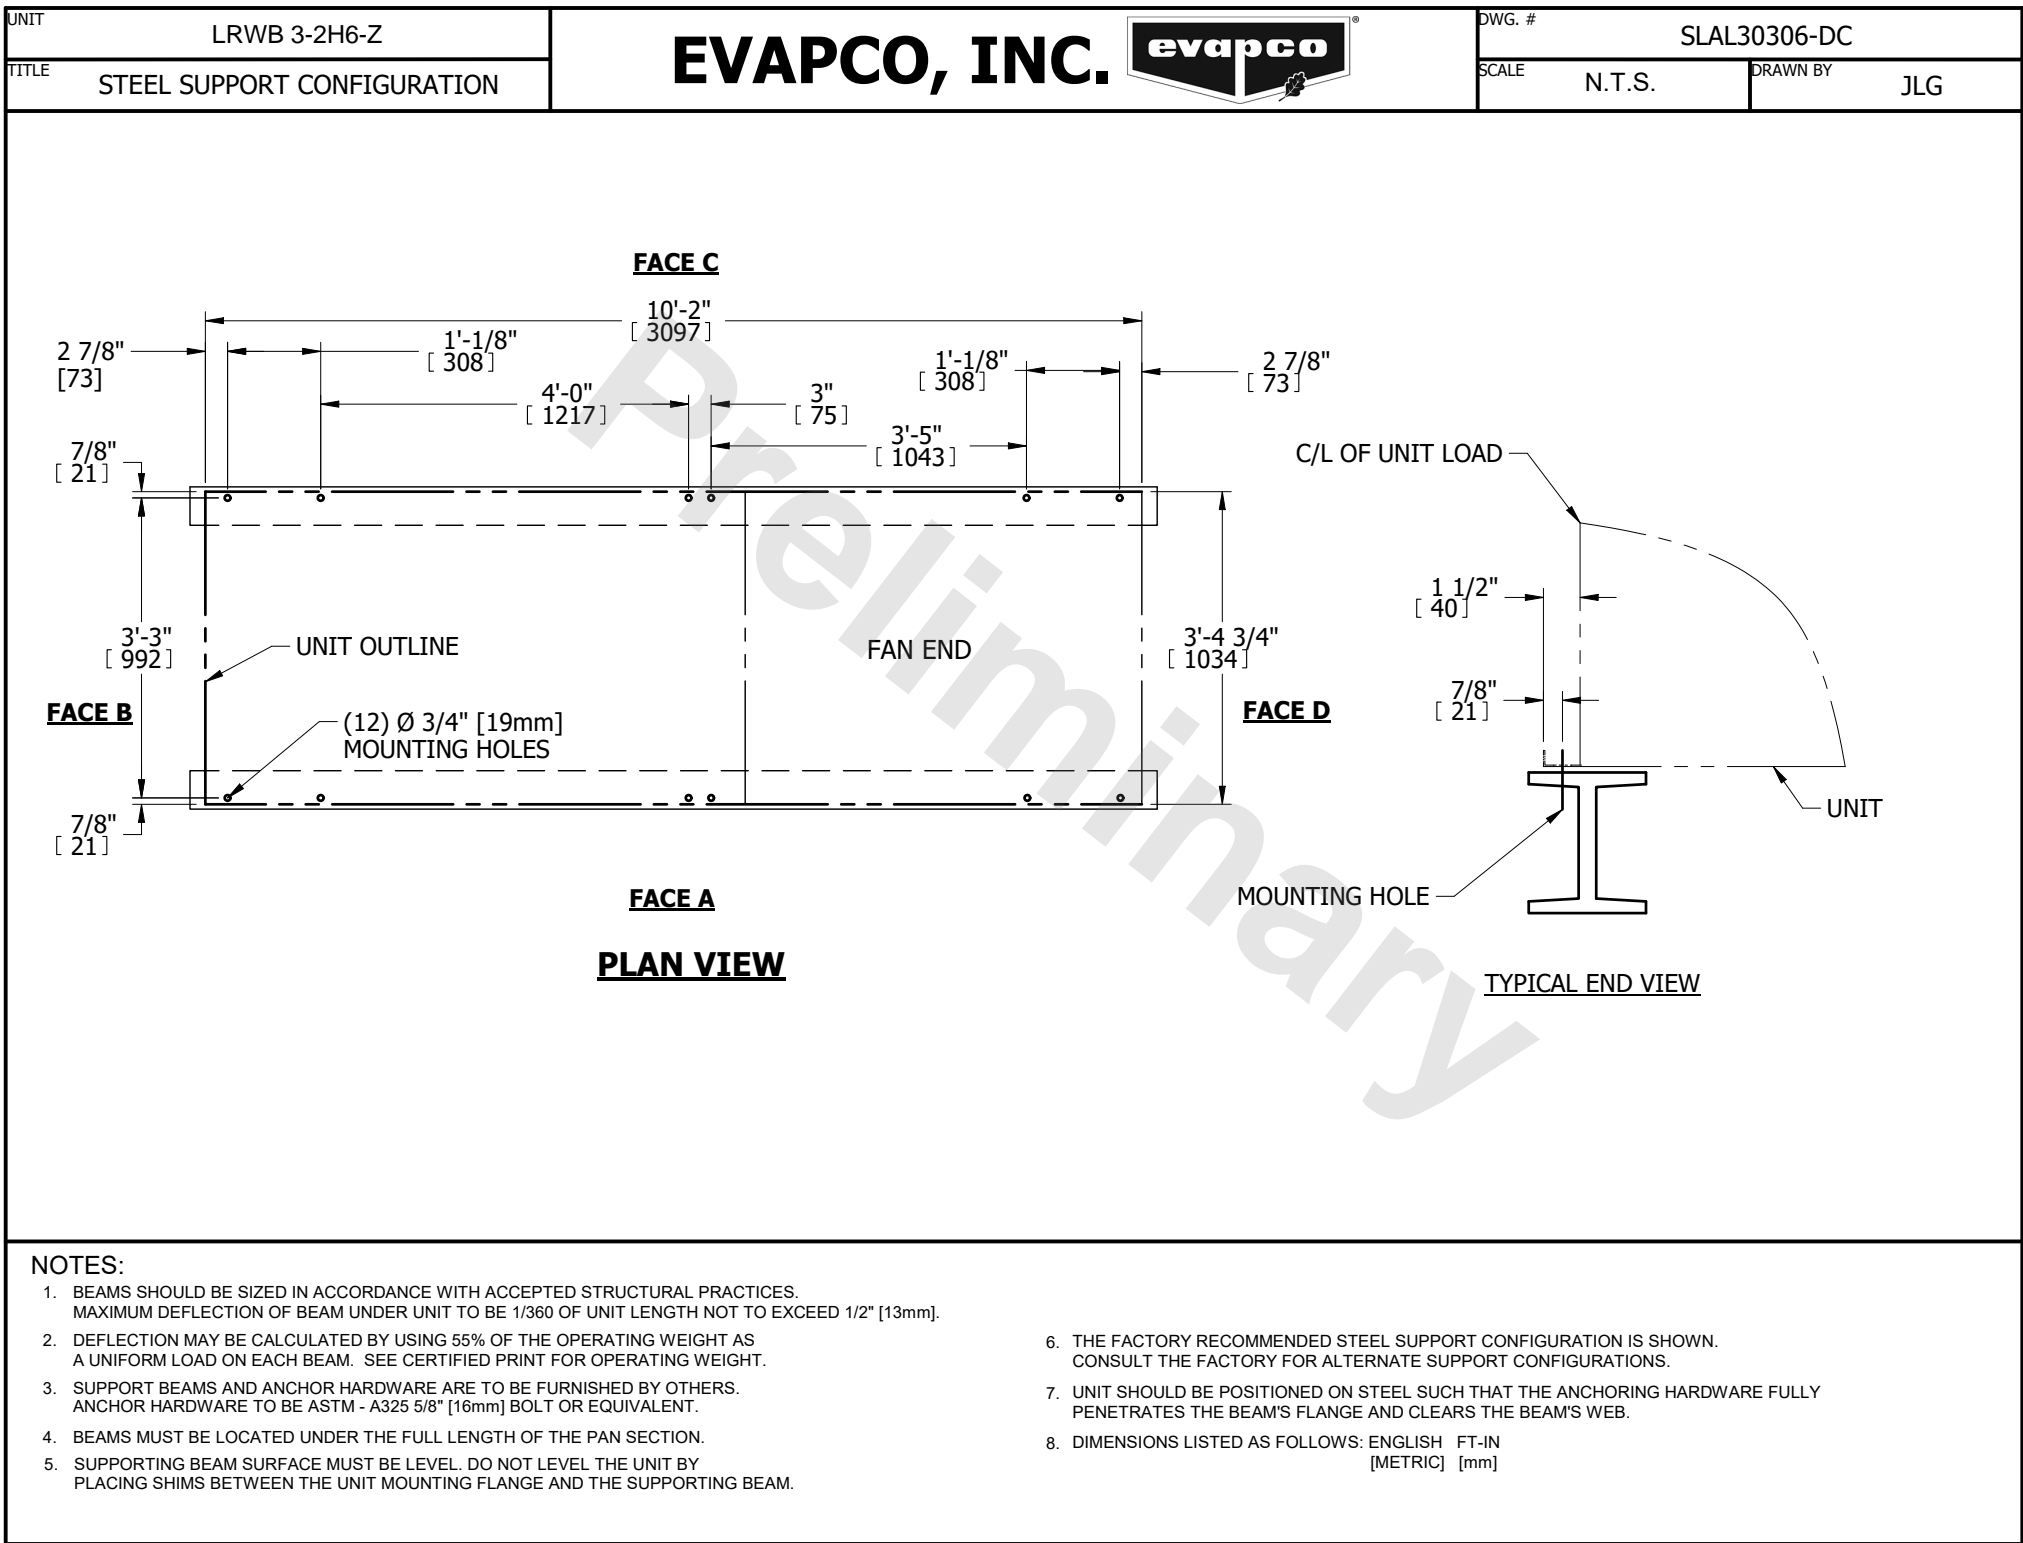 UNIT
LRWB 3-2H6-Z
TITLE
STEEL SUPPORT CONFIGURATION
EVAPCO, INC.
evapco
®
DWG. #
SLAL30306-DC
SCALE
N.T.S.
DRAWN BY
JLG
FACE C
10'-2"
[ 3097]
2 7/8"
[73]
1'-1/8"
[ 308]
1'-1/8"
[ 308]
2 7/8"
[ 73]
4'-0"
[ 1217]
3"
[ 75]
3'-5"
[ 1043]
7/8"
[ 21]
C/L OF UNIT LOAD
1 1/2"
[ 40]
3'-3"
[ 992]
UNIT OUTLINE
FAN END
3'-4 3/4"
[ 1034]
FACE B
(12) Ø 3/4" [19mm]
MOUNTING HOLES
FACE D
7/8"
[ 21]
7/8"
[ 21]
UNIT
MOUNTING HOLE
FACE A
PLAN VIEW
TYPICAL END VIEW
Preliminary
NOTES:
1. BEAMS SHOULD BE SIZED IN ACCORDANCE WITH ACCEPTED STRUCTURAL PRACTICES.
MAXIMUM DEFLECTION OF BEAM UNDER UNIT TO BE 1/360 OF UNIT LENGTH NOT TO EXCEED 1/2" [13mm].
2. DEFLECTION MAY BE CALCULATED BY USING 55% OF THE OPERATING WEIGHT AS
A UNIFORM LOAD ON EACH BEAM. SEE CERTIFIED PRINT FOR OPERATING WEIGHT.
3. SUPPORT BEAMS AND ANCHOR HARDWARE ARE TO BE FURNISHED BY OTHERS.
ANCHOR HARDWARE TO BE ASTM - A325 5/8" [16mm] BOLT OR EQUIVALENT.
4. BEAMS MUST BE LOCATED UNDER THE FULL LENGTH OF THE PAN SECTION.
5. SUPPORTING BEAM SURFACE MUST BE LEVEL. DO NOT LEVEL THE UNIT BY
PLACING SHIMS BETWEEN THE UNIT MOUNTING FLANGE AND THE SUPPORTING BEAM.
6. THE FACTORY RECOMMENDED STEEL SUPPORT CONFIGURATION IS SHOWN.
CONSULT THE FACTORY FOR ALTERNATE SUPPORT CONFIGURATIONS.
7. UNIT SHOULD BE POSITIONED ON STEEL SUCH THAT THE ANCHORING HARDWARE FULLY
PENETRATES THE BEAM'S FLANGE AND CLEARS THE BEAM'S WEB.
8. DIMENSIONS LISTED AS FOLLOWS: ENGLISH FT-IN
[METRIC] [mm]